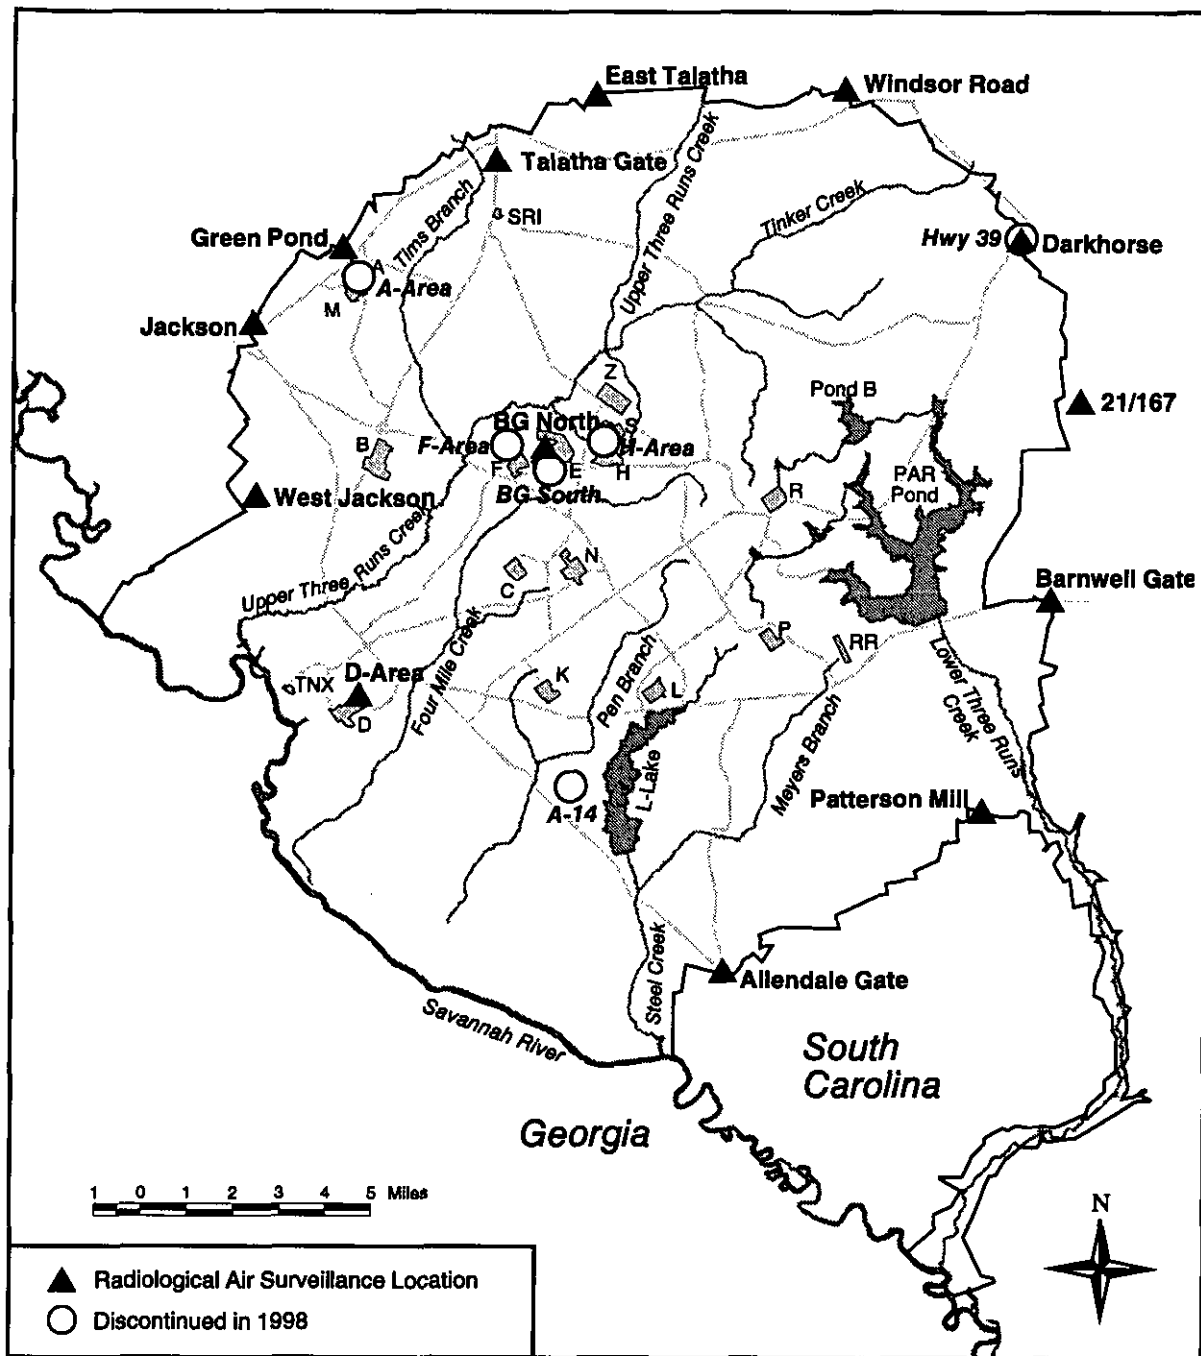 East Talatha
Windsor Road
Talatha Gate
Upper Three Runs Creek
Tims Branch
SRI
Tinker Creek
Green Pond
Hwy 39
Darkhorse
A
A-Area
M
Jackson
Z
Pond B
21/167
BG North
S
F-Area
H-Area
B
F
E
H
PAR
Pond
West Jackson
BG South
R
Upper Three Runs Creek
C
N
Barnwell Gate
P
RR
Four Mile Creek
Pen Branch
Lower Three Runs
Creek
D-Area
TNX
K
L
D
Meyers Branch
L-Lake
Patterson Mill
A-14
Steel Creek
Allendale Gate
Savannah River
South
Carolina
Georgia
1 0 1 2 3 4 5 Miles
N
Radiological Air Surveillance Location
Discontinued in 1998